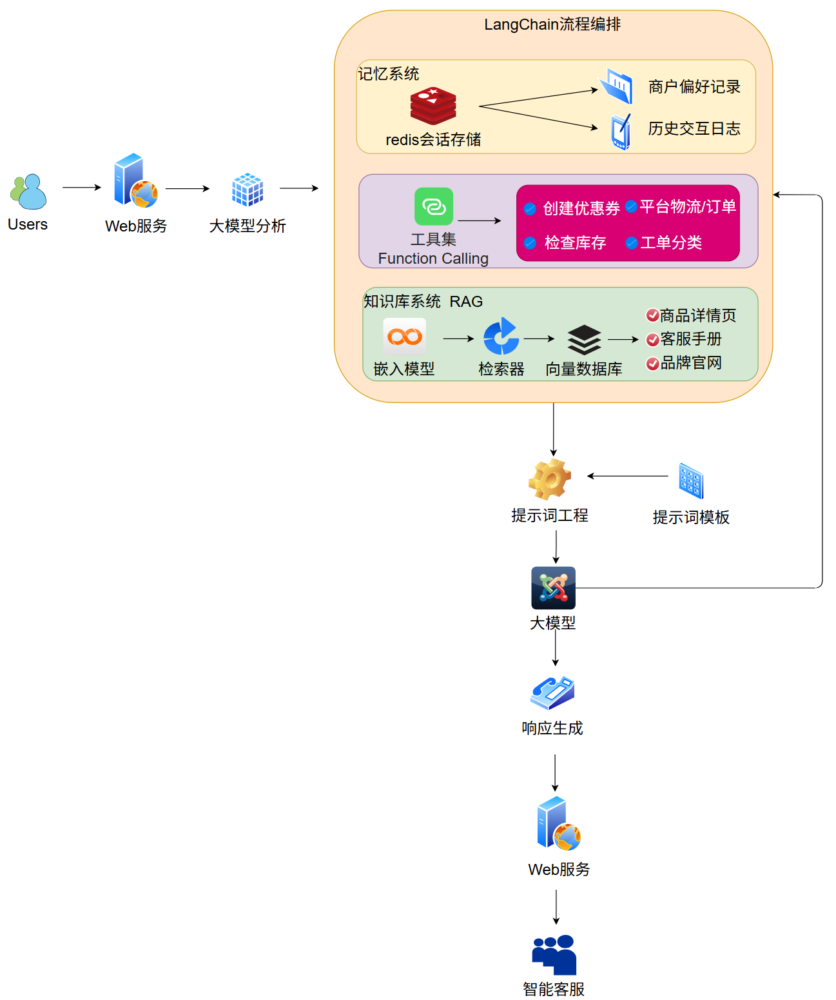 LangChain流程编排
记忆系统
redis会话存储
商户偏好记录
历史交互日志
Users
Web服务
大模型分析
工具集
Function Calling
创建优惠券
平台物流/订单
检查库存
工单分类
知识库系统  RAG
嵌入模型
检索器
向量数据库
商品详情页
客服手册
品牌官网
提示词工程
提示词模板
大模型
响应生成
Web服务
智能客服